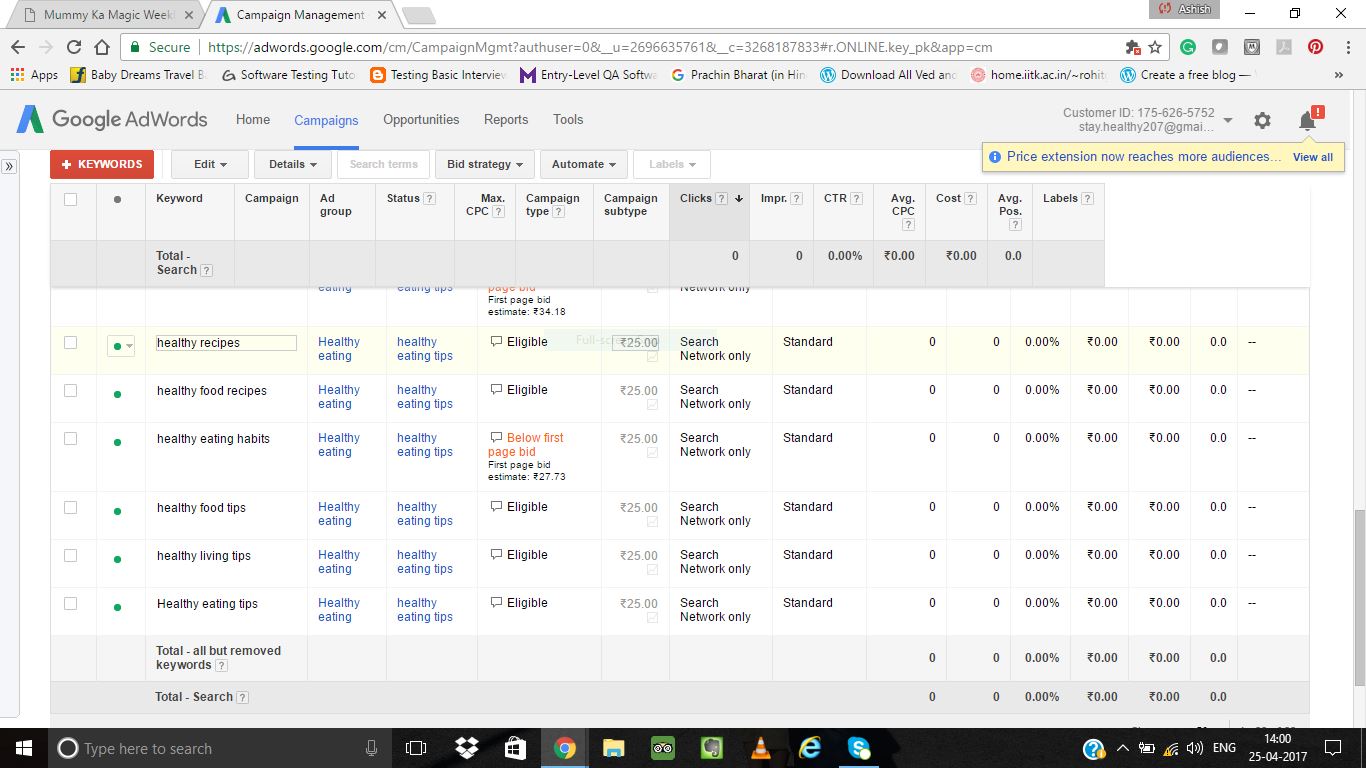 Mummy Ka Magic Week
Campaign Management
Ashish
Secure
https://adwords.google.com/cm/CampaignMgmt?authuser=0&__u=2696635761&__c=3268187833#r.ONLINE.key_pk&app=cm
Apps
Baby Dreams Travel B
Software Testing Tuto
Testing Basic Interview
Entry-Level QA Softwa
Prachin Bharat (in Hin
Download All Ved and
home.iitk.ac.in/~rohit
Create a free blog —
»
Google AdWords
Home
Campaigns
Opportunities
Reports
Tools
Customer ID: 175-626-5752
stay.healthy207@gmai...
!
Price extension now reaches more audiences... View all
»
+ KEYWORDS
Edit
Details
Search terms
Bid strategy
Automate
Labels
Keyword
Campaign
Ad group
Status ?
Max. CPC ?
Campaign type ?
Campaign subtype
Clicks ?
Impr. ?
CTR ?
Avg. CPC ?
Cost ?
Avg. Pos. ?
Labels ?
Total - Search ? 0 0 0.00% ₹0.00 ₹0.00 0.0
eating
eating tips
page bid
First page bid
estimate: ₹34.18
Network only
healthy recipes Healthy eating healthy eating tips Eligible ₹25.00 Search Network only Standard 0 0 0.00% ₹0.00 ₹0.00 0.0 --
healthy food recipes Healthy eating healthy eating tips Eligible ₹25.00 Search Network only Standard 0 0 0.00% ₹0.00 ₹0.00 0.0 --
healthy eating habits Healthy eating healthy eating tips Below first page bid ₹25.00 Search Network only Standard 0 0 0.00% ₹0.00 ₹0.00 0.0 --
First page bid
estimate: ₹27.73
healthy food tips Healthy eating healthy eating tips Eligible ₹25.00 Search Network only Standard 0 0 0.00% ₹0.00 ₹0.00 0.0 --
healthy living tips Healthy eating healthy eating tips Eligible ₹25.00 Search Network only Standard 0 0 0.00% ₹0.00 ₹0.00 0.0 --
Healthy eating tips Healthy eating healthy eating tips Eligible ₹25.00 Search Network only Standard 0 0 0.00% ₹0.00 ₹0.00 0.0 --
Total - all but removed keywords ? 0 0 0.00% ₹0.00 ₹0.00 0.0
Total - Search ? 0 0 0.00% ₹0.00 ₹0.00 0.0
Type here to search
ENG
14:00
25-04-2017